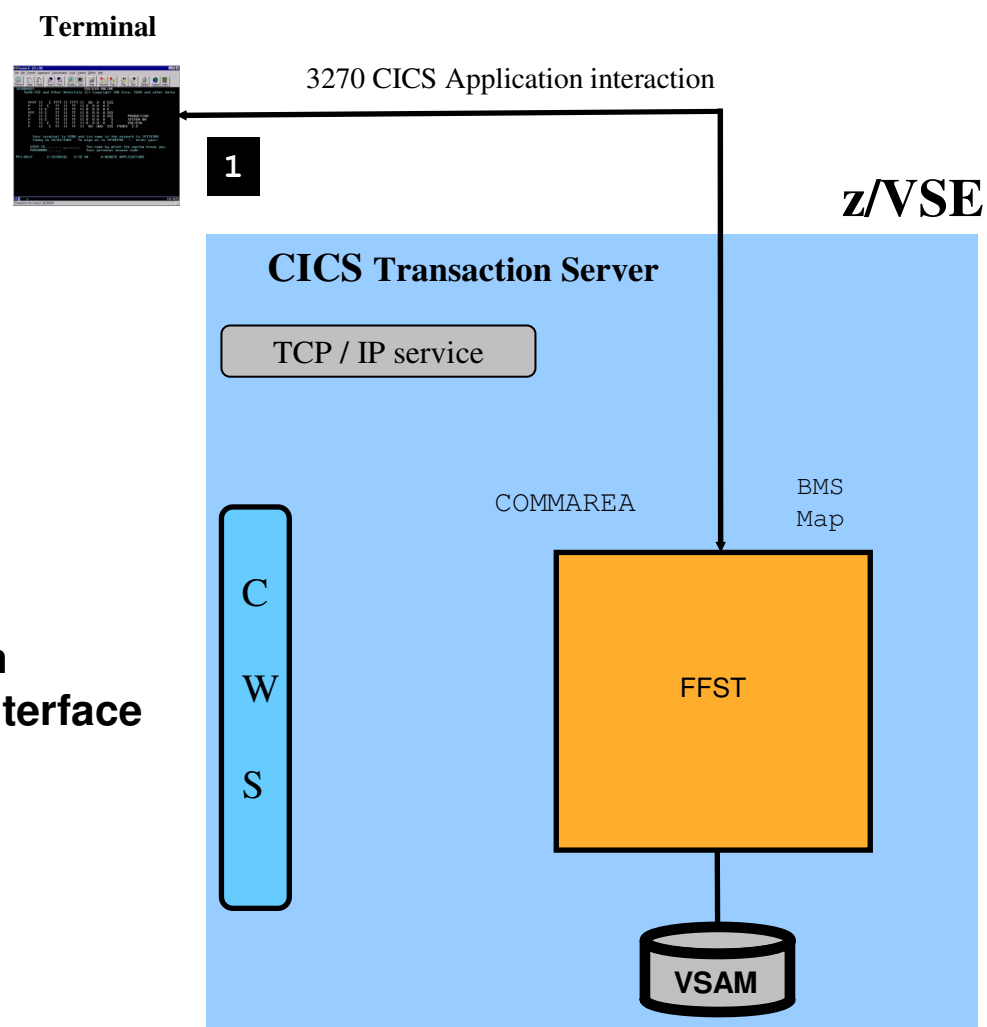 Terminal
3270 CICS Application interaction
1
z/VSE
CICS Transaction Server
TCP / IP service
COMMAREA
BMS
Map
C
W
S
n
terface
FFST
VSAM